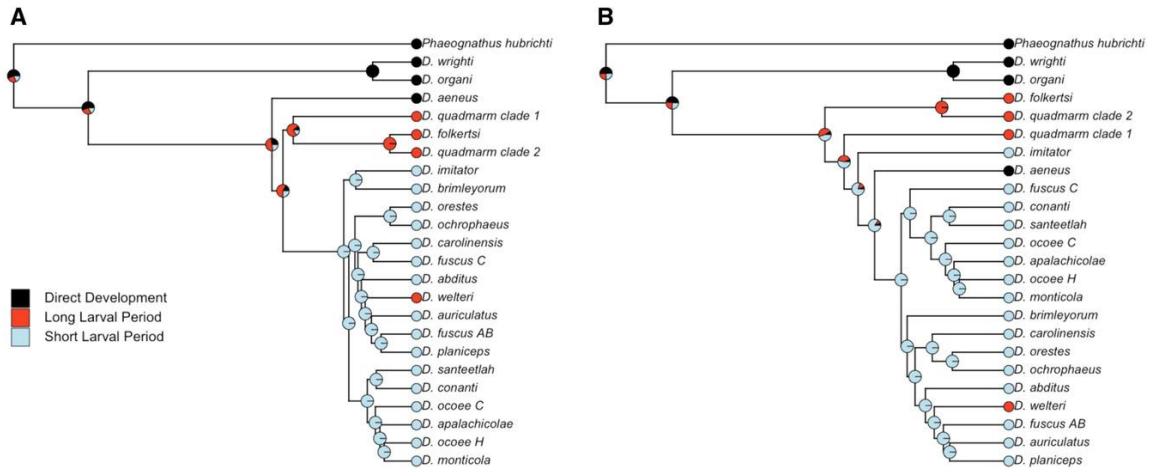 A
Phaeognathus hubrichti
D. wrighti
D. organi
D. aeneus
D. quadmarm clade 1
D. folkertsi
D. quadmarm clade 2
D. imitator
D. brimleyorum
D. orestes
D. ochrophaeus
D. carolinensis
D. fuscus C
D. abditus
D. welteri
D. auriculatus
D. fuscus AB
D. planiceps
D. santeetlah
D. conanti
D. ocoee C
D. apalachicolae
D. ocoee H
D. monticola
Direct Development
Long Larval Period
Short Larval Period
B
Phaeognathus hubrichti
D. wrighti
D. organi
D. folkertsi
D. quadmarm clade 2
D. quadmarm clade 1
D. imitator
D. aeneus
D. fuscus C
D. conanti
D. santeetlah
D. ocoee C
D. apalachicolae
D. ocoee H
D. monticola
D. brimleyorum
D. carolinensis
D. orestes
D. ochrophaeus
D. abditus
D. welteri
D. fuscus AB
D. auriculatus
D. planiceps